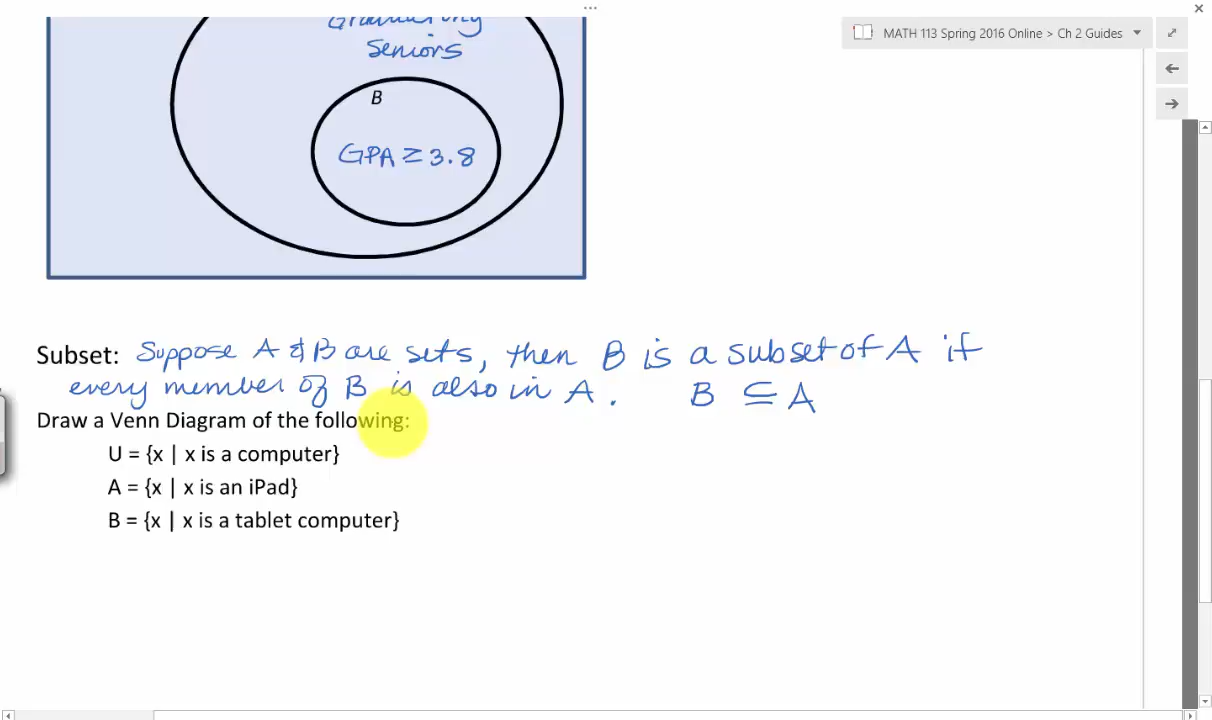 MATH 113 Spring 2016 Online > Ch 2 Guides
Graduating
Seniors
B
GPA ≥ 3.8
Subset: Suppose A & B are sets, then B is a subset of A if
every member of B is also in A. B ⊆ A
Draw a Venn Diagram of the following:
U = {x | x is a computer}
A = {x | x is an iPad}
B = {x | x is a tablet computer}